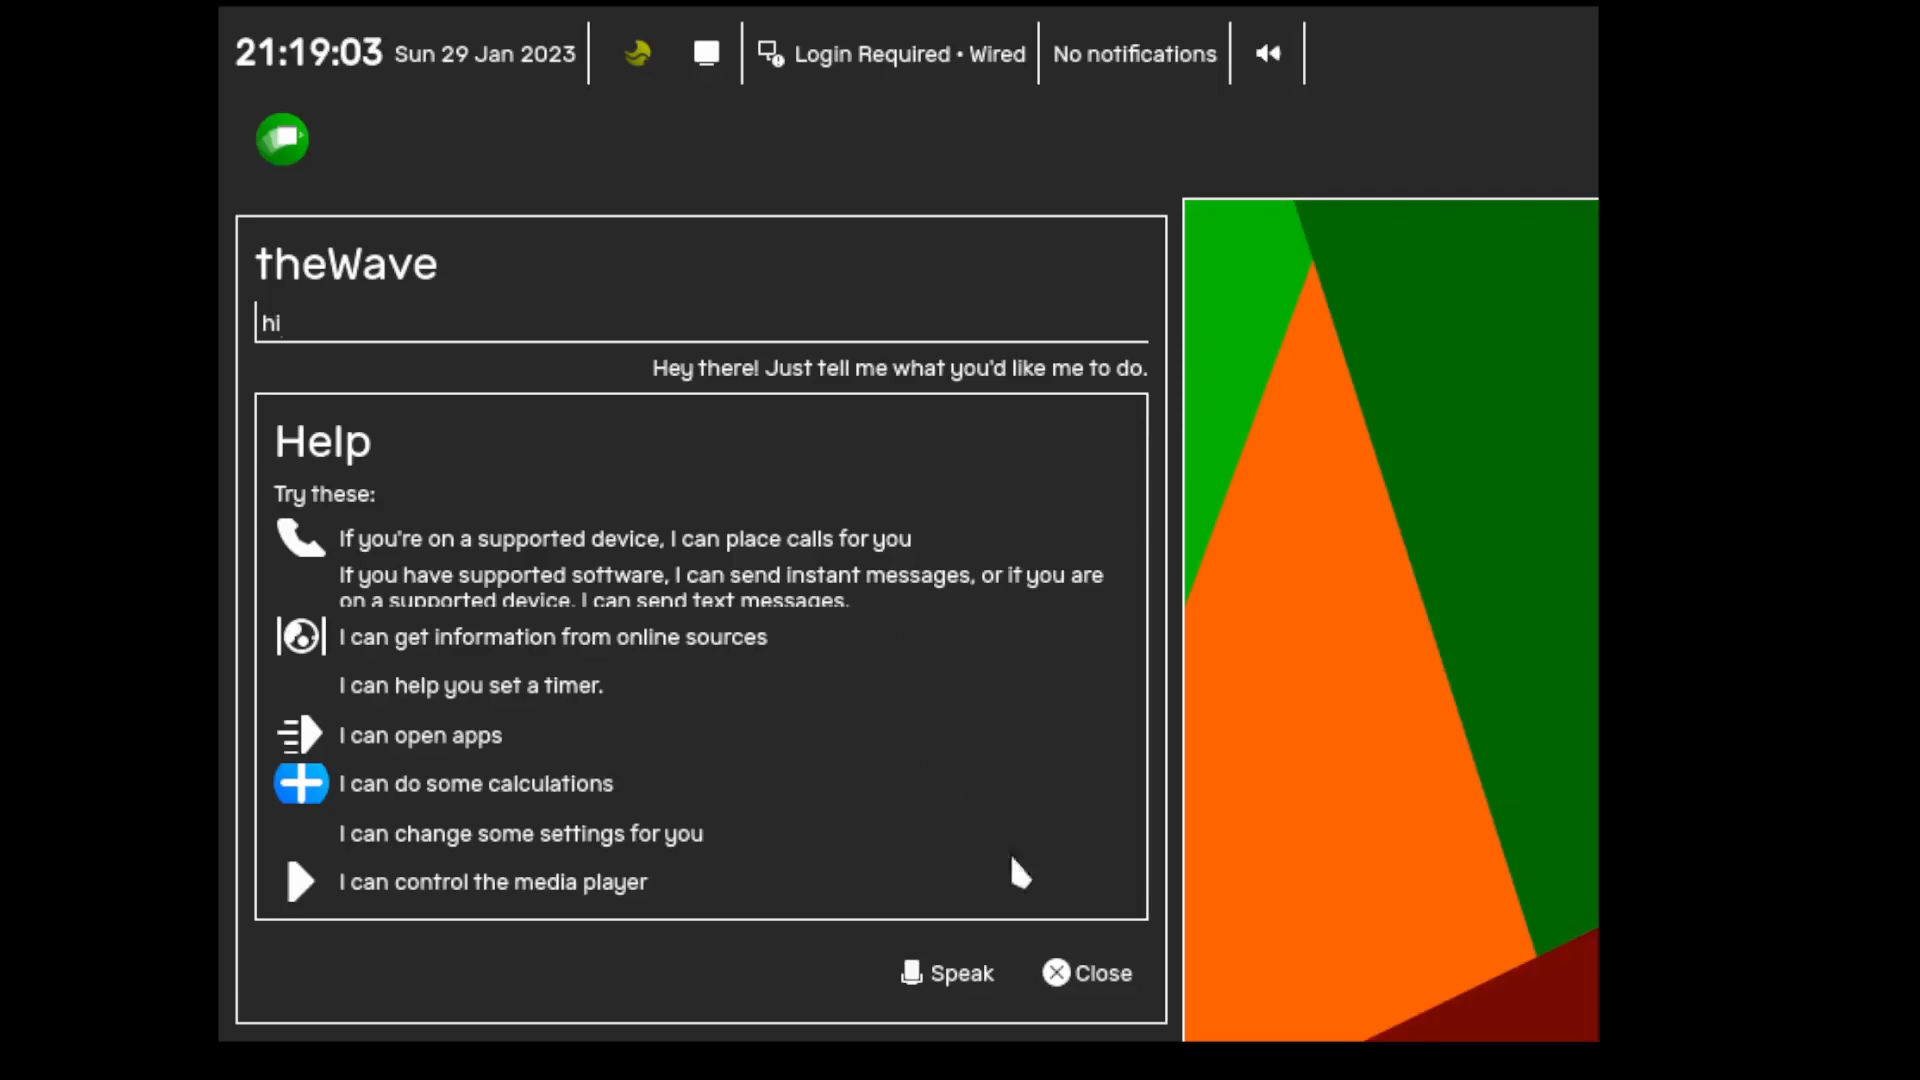 21:19:03 Sun 29 Jan 2023 Login Required • Wired No notifications
theWave
hi
Hey there! Just tell me what you'd like me to do.
Help
Try these:
If you're on a supported device, I can place calls for you
If you have supported software, I can send instant messages, or if you are
on a supported device, I can send text messages.
I can get information from online sources
I can help you set a timer.
I can open apps
I can do some calculations
I can change some settings for you
I can control the media player
Speak Close